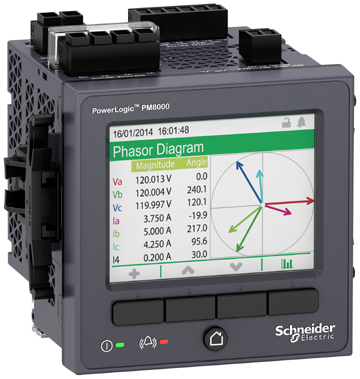 PowerLogic™ PM8000
16/01/2014 16:01:48
Phasor Diagram
Magnitude Angle
Va 120.013 V 0.0
Vb 120.004 V 240.1
Vc 119.997 V 120.1
Ia 3.750 A -19.9
Ib 5.000 A 217.0
Ic 4.250 A 95.6
I4 0.200 A 30.0
Schneider
Electric